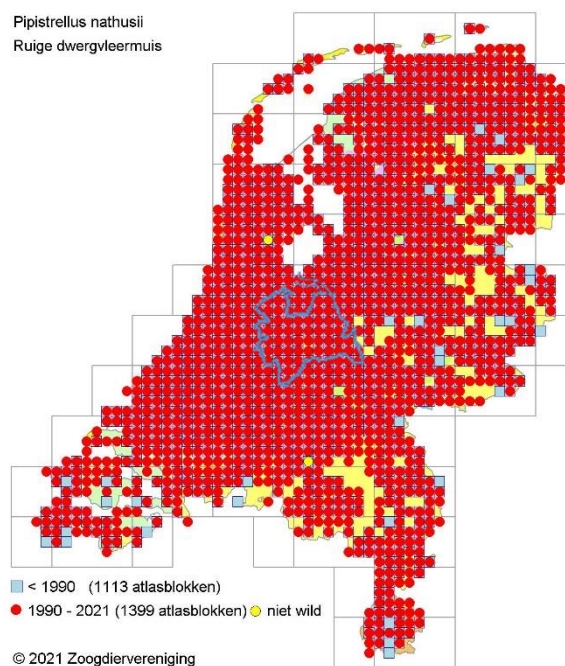 Pipistrellus nathusii
Ruige dwergvleermuis
< 1990 (1113 atlasblokken)
1990 - 2021 (1399 atlasblokken) niet wild
© 2021 Zoogdiervereniging